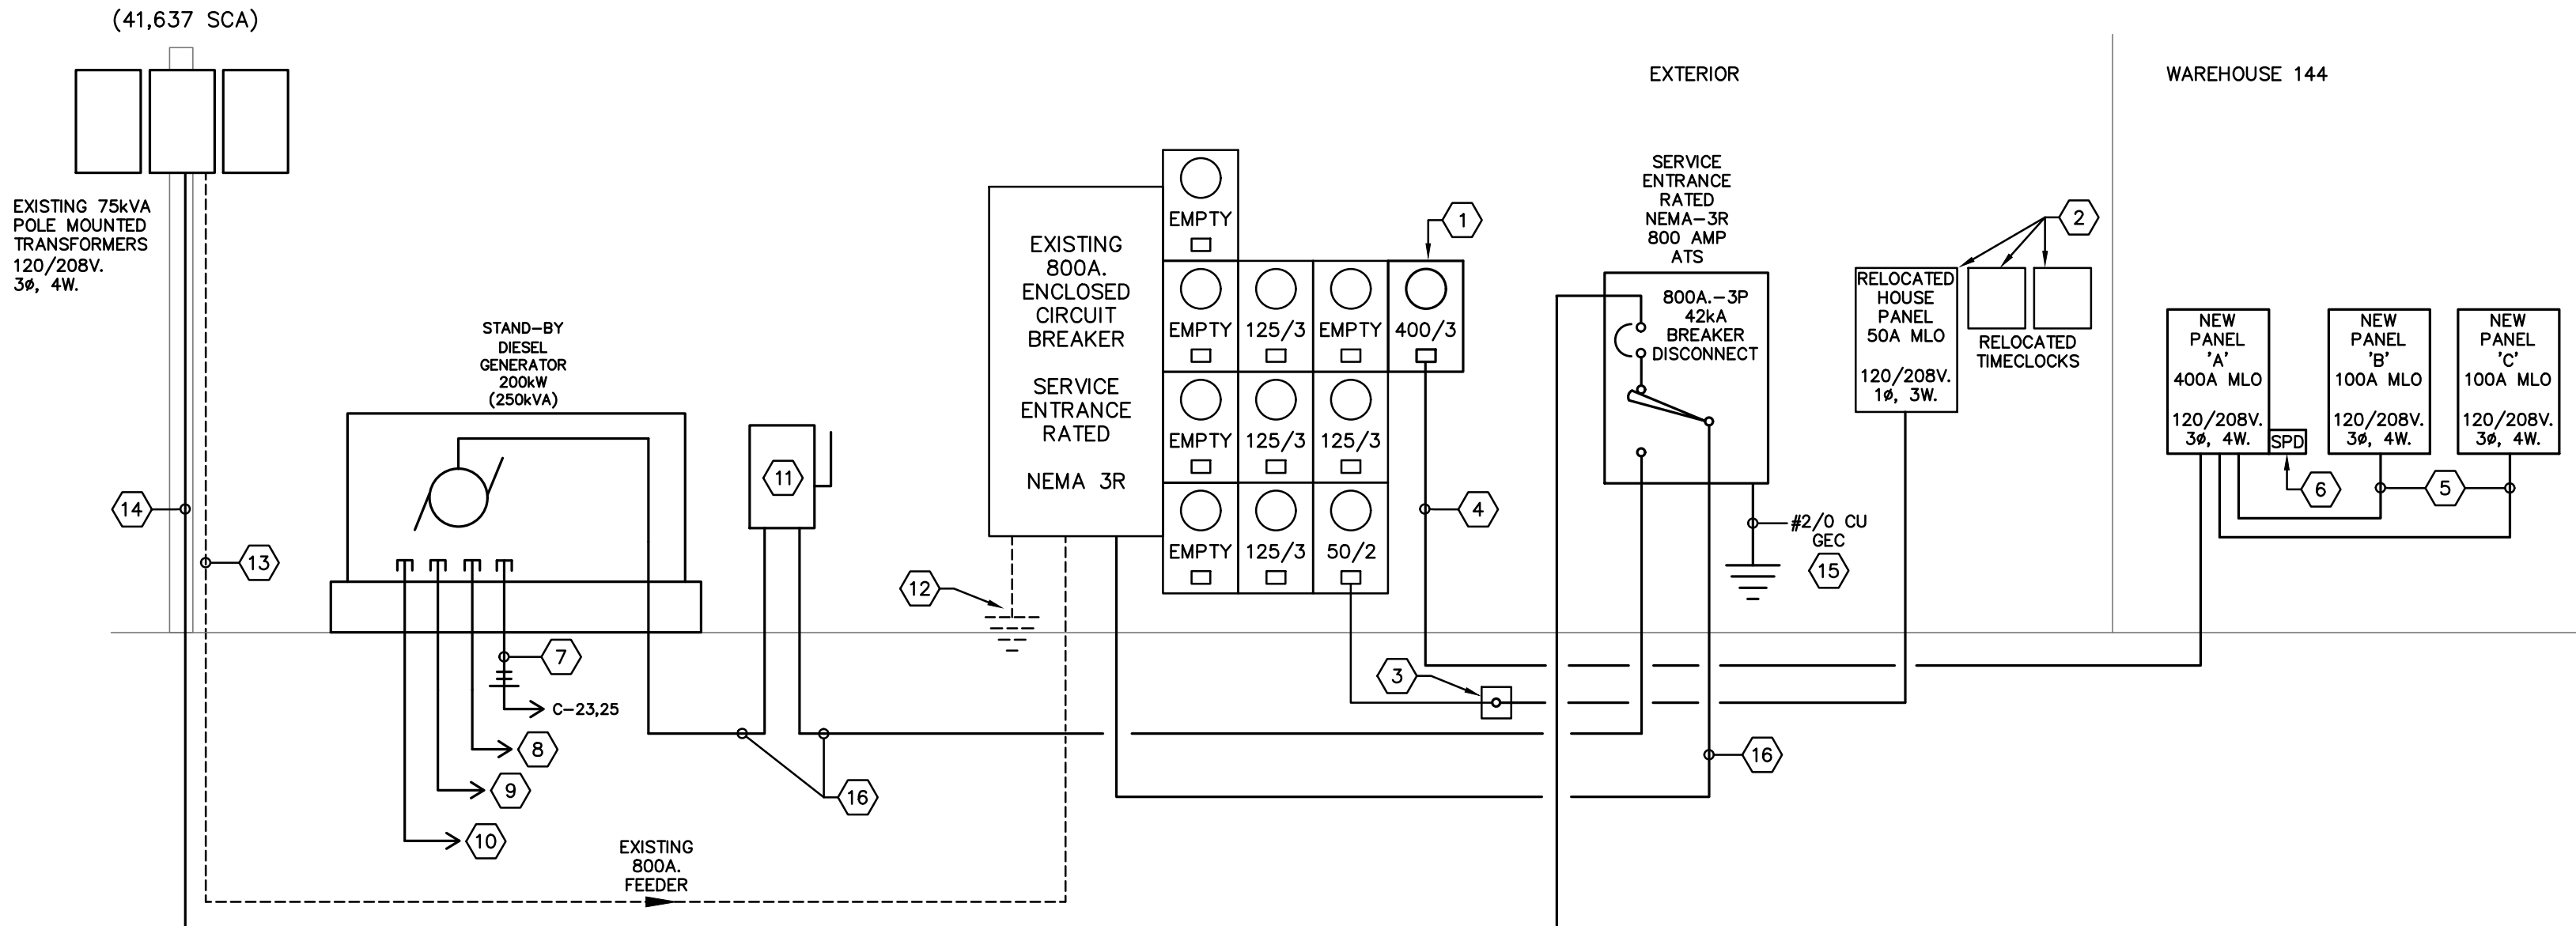 (41,637 SCA)
EXISTING 75kVA
POLE MOUNTED
TRANSFORMERS
120/208V.
3ø, 4W.
14
13
STAND-BY
DIESEL
GENERATOR
200kW
(250kVA)
7
C-23,25
8
9
10
11
16
EXISTING
800A.
FEEDER
12
EXISTING
800A.
ENCLOSED
CIRCUIT
BREAKER
SERVICE
ENTRANCE
RATED
NEMA 3R
EMPTY
EMPTY
125/3
EMPTY
400/3
EMPTY
125/3
125/3
EMPTY
125/3
50/2
1
4
3
EXTERIOR
SERVICE
ENTRANCE
RATED
NEMA-3R
800 AMP
ATS
800A.-3P
42kA
BREAKER
DISCONNECT
#2/0 CU
GEC
15
16
RELOCATED
HOUSE
PANEL
50A MLO
120/208V.
1ø, 3W.
2
RELOCATED
TIMECLOCKS
WAREHOUSE 144
NEW
PANEL
'A'
400A MLO
120/208V.
3ø, 4W.
SPD
6
NEW
PANEL
'B'
100A MLO
120/208V.
3ø, 4W.
5
NEW
PANEL
'C'
100A MLO
120/208V.
3ø, 4W.